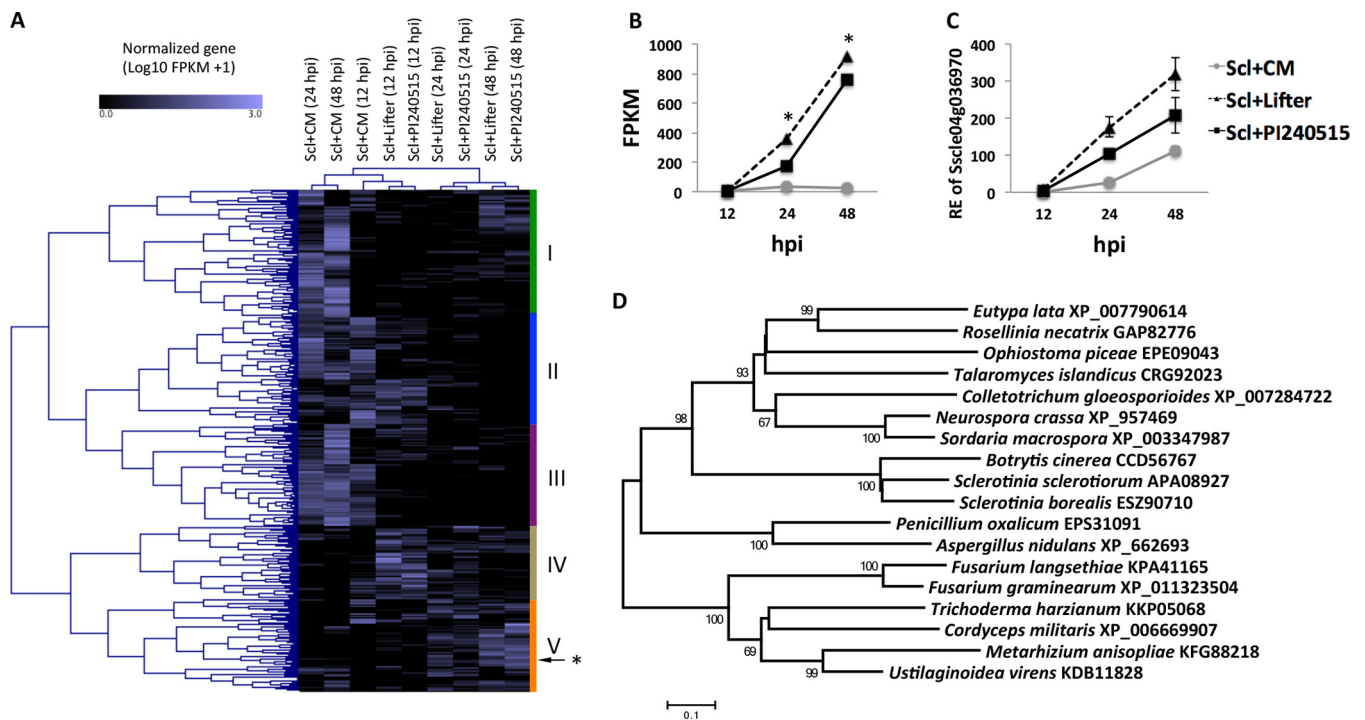 A
Normalized gene
(Log10 FPKM +1)
0.0
3.0
Scl+CM (24 hpi)
Scl+CM (48 hpi)
Scl+CM (12 hpi)
Scl+Lifter (12 hpi)
Scl+PI240515 (12 hpi)
Scl+Lifter (24 hpi)
Scl+PI240515 (24 hpi)
Scl+Lifter (48 hpi)
Scl+PI240515 (48 hpi)
I
II
III
IV
V
*
B
FPKM
1000
800
600
400
200
0
*
*
12
24
48
hpi
C
RE of Sscle04g036970
400
300
200
100
0
12
24
48
hpi
Scl+CM
Scl+Lifter
Scl+PI240515
D
99
Eutypa lata XP_007790614
Rosellinia necatrix GAP82776
Ophiostoma piceae EPE09043
93
Talaromyces islandicus CRG92023
Colletotrichum gloeosporioides XP_007284722
98
67
Neurospora crassa XP_957469
100
Sordaria macrospora XP_003347987
Botrytis cinerea CCD56767
100
Sclerotinia sclerotiorum APA08927
Sclerotinia borealis ESZ90710
Penicillium oxalicum EPS31091
100
Aspergillus nidulans XP_662693
100
Fusarium langsethiae KPA41165
Fusarium graminearum XP_011323504
100
Trichoderma harzianum KKP05068
Cordyceps militaris XP_006669907
69
Metarhizium anisopliae KFG88218
99
Ustilaginoidea virens KDB11828
0.1